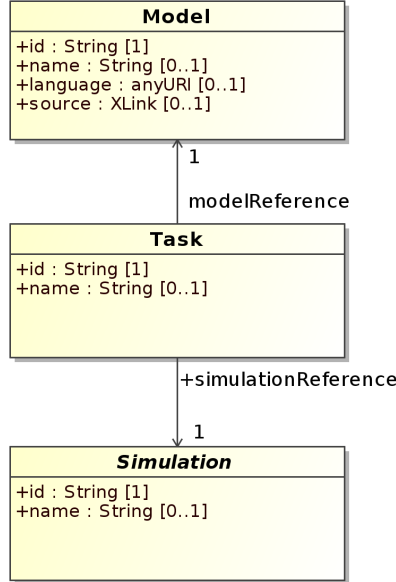 Model
+id : String [1]
+name : String [0..1]
+language : anyURI [0..1]
+source : XLink [0..1]
1
modelReference
Task
+id : String [1]
+name : String [0..1]
+simulationReference
1
Simulation
+id : String [1]
+name : String [0..1]